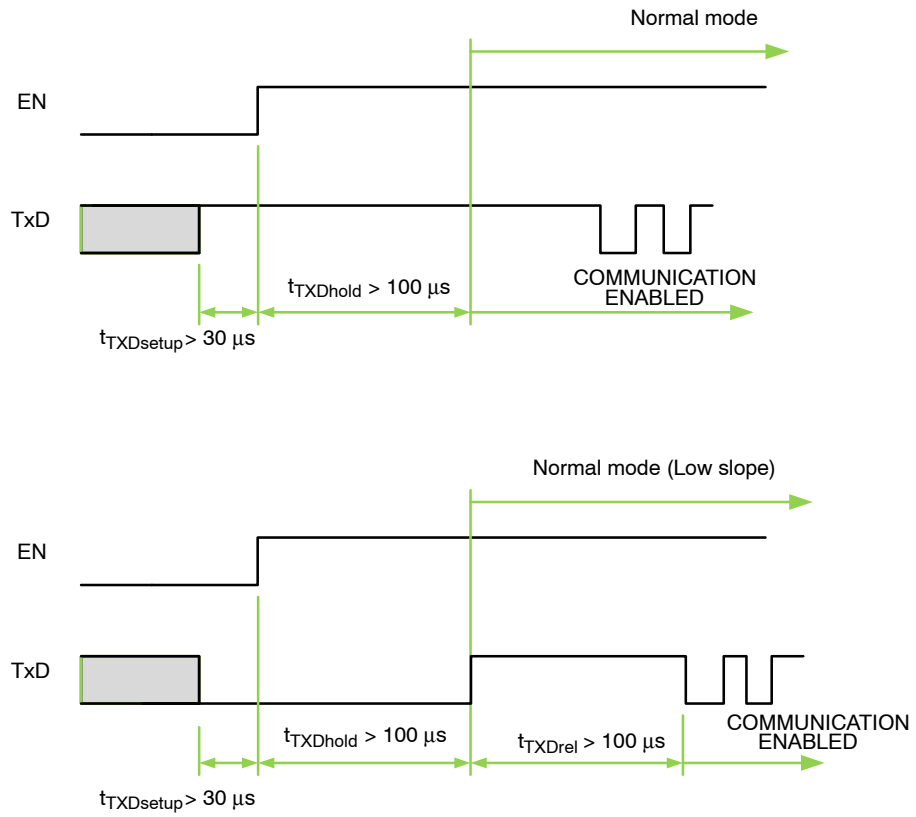 Normal mode
EN
TxD
tTXDhold > 100 μs
COMMUNICATION
ENABLED
tTXDsetup > 30 μs
Normal mode (Low slope)
EN
TxD
tTXDhold > 100 μs
tTXDrel > 100 μs
COMMUNICATION
ENABLED
tTXDsetup > 30 μs